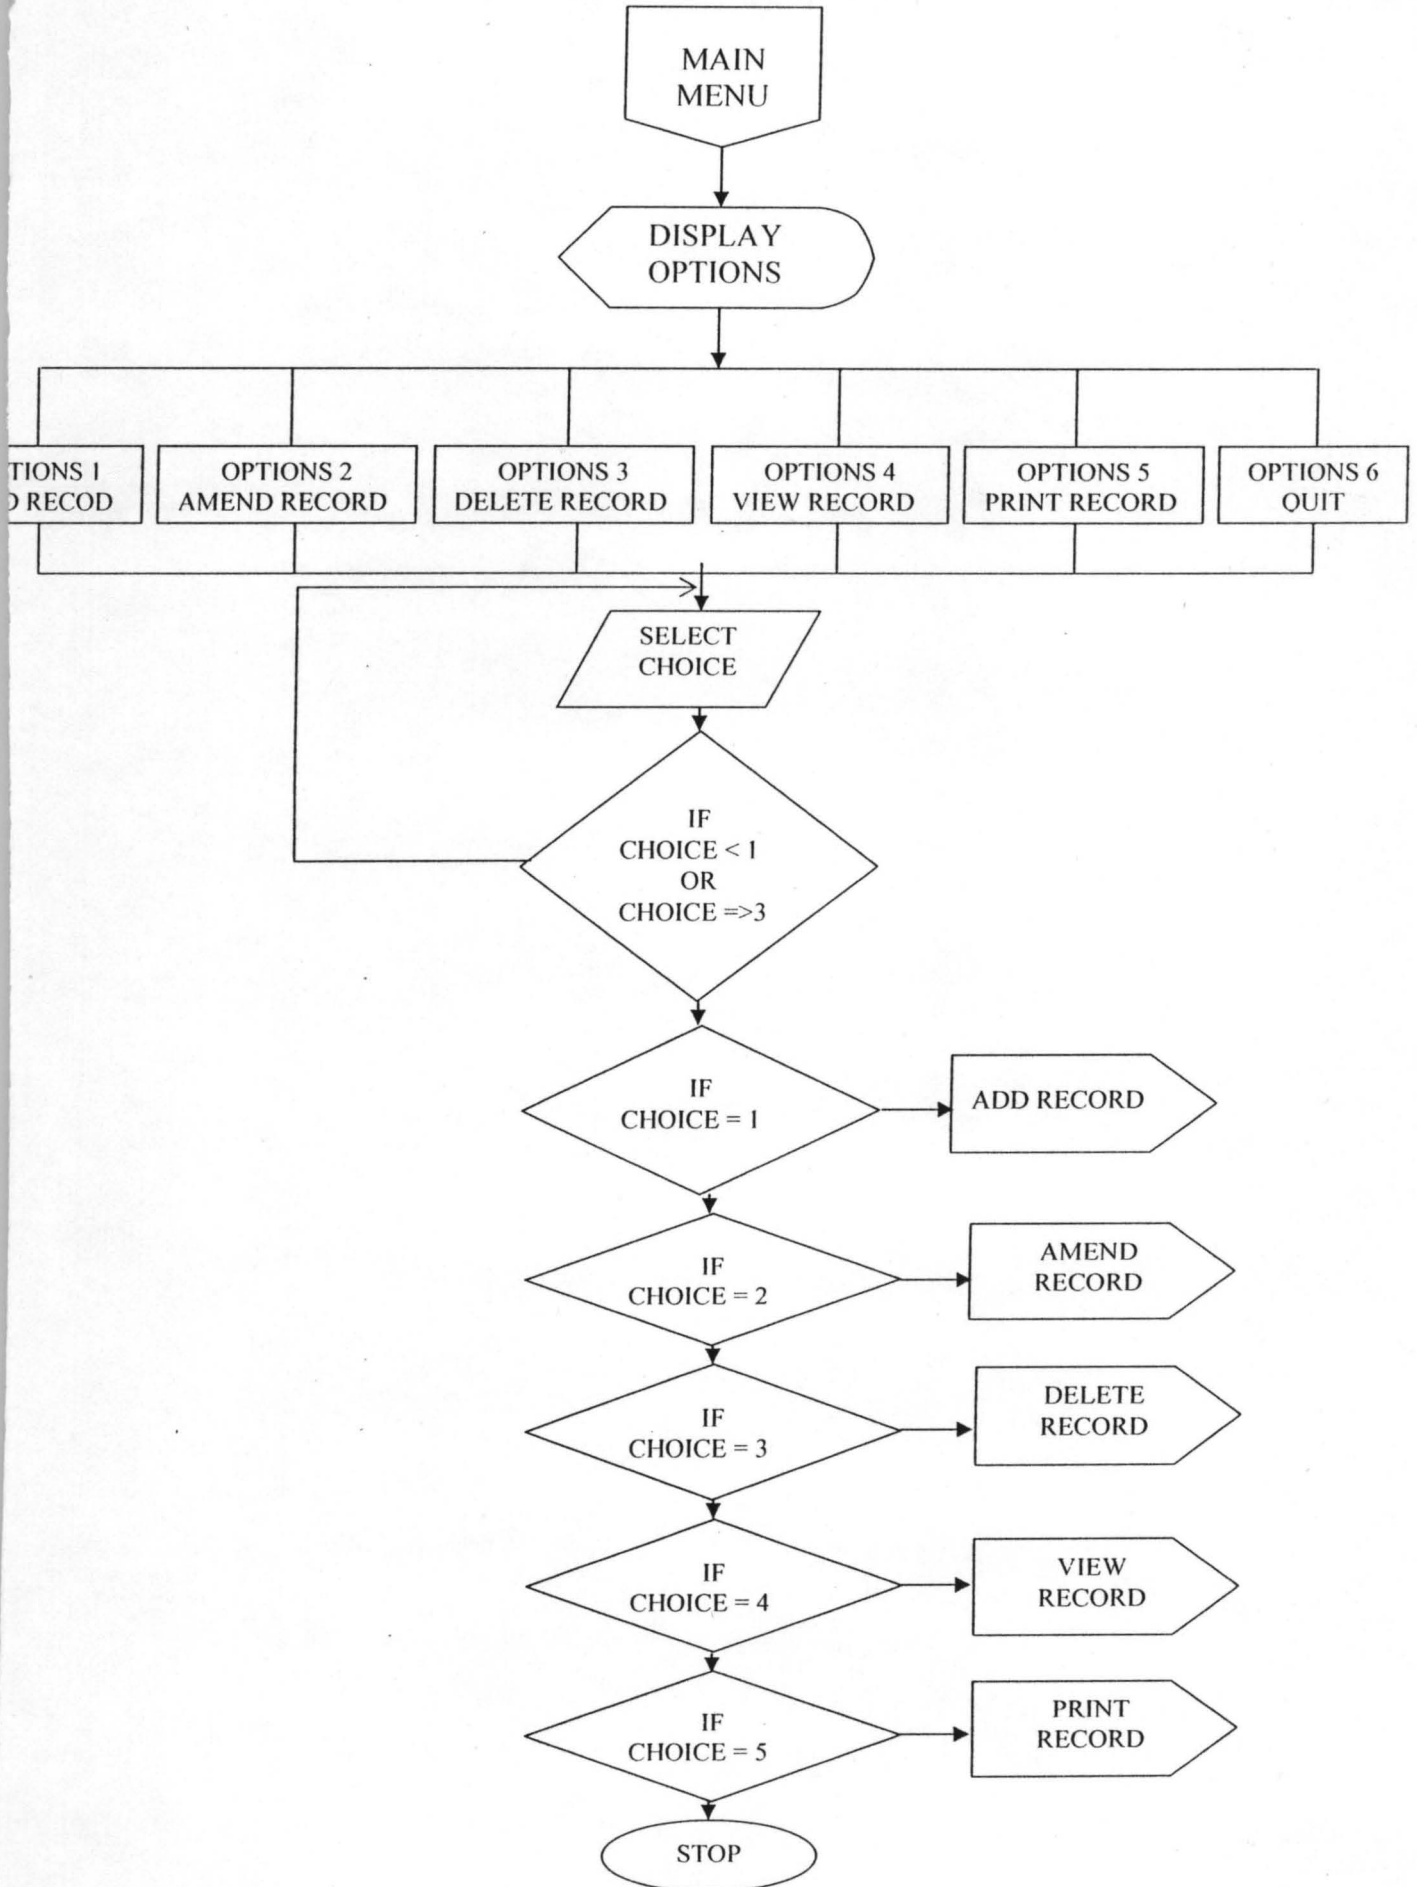 MAIN
MENU
DISPLAY
OPTIONS
TIONS 1
D RECOD
OPTIONS 2
AMEND RECORD
OPTIONS 3
DELETE RECORD
OPTIONS 4
VIEW RECORD
OPTIONS 5
PRINT RECORD
OPTIONS 6
QUIT
SELECT
CHOICE
IF
CHOICE < 1
OR
CHOICE =>3
IF
CHOICE = 1
ADD RECORD
IF
CHOICE = 2
AMEND
RECORD
IF
CHOICE = 3
DELETE
RECORD
IF
CHOICE = 4
VIEW
RECORD
IF
CHOICE = 5
PRINT
RECORD
STOP